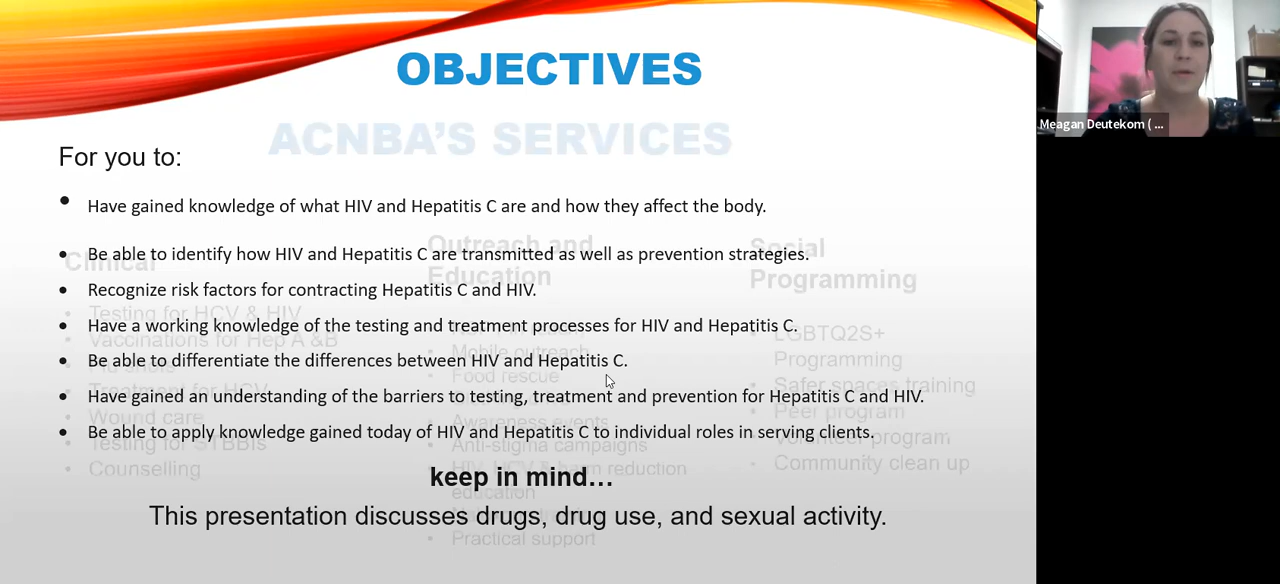 OBJECTIVES
ACNBA'S SERVICES
For you to:
• Have gained knowledge of what HIV and Hepatitis C are and how they affect the body.
• Be able to identify how HIV and Hepatitis C are transmitted as well as prevention strategies.
• Recognize risk factors for contracting Hepatitis C and HIV.
• Have a working knowledge of the testing and treatment processes for HIV and Hepatitis C.
• Be able to differentiate the differences between HIV and Hepatitis C.
• Have gained an understanding of the barriers to testing, treatment and prevention for Hepatitis C and HIV.
• Be able to apply knowledge gained today of HIV and Hepatitis C to individual roles in serving clients.
keep in mind...
This presentation discusses drugs, drug use, and sexual activity.
Clinical
• Testing for HCV & HIV
• Vaccinations for Hep A &B
• Treatment for HCV
• Wound care
• Testing for STBBIs
• Counselling
Outreach and
Education
• Mobile outreach
• Food rescue
• Awareness events
• Anti-stigma campaigns
• HIV, HCV & harm reduction
education
• Practical support
Social
Programming
• LGBTQ2S+
Programming
• Safer spaces training
• Peer program
• Volunteer program
• Community clean up
Meagan Deutekom ( ...